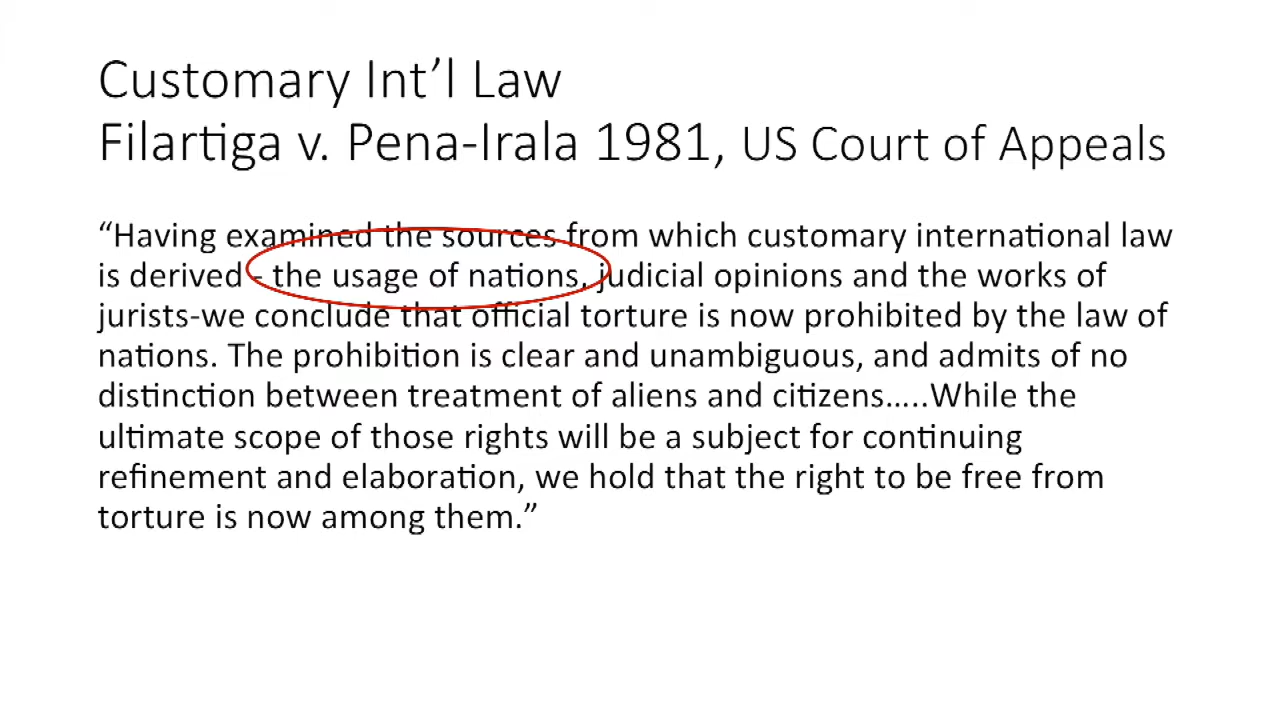 Customary Int’l Law
Filartiga v. Pena-Irala 1981, US Court of Appeals
“Having examined the sources from which customary international law
is derived - the usage of nations, judicial opinions and the works of
jurists-we conclude that official torture is now prohibited by the law of
nations. The prohibition is clear and unambiguous, and admits of no
distinction between treatment of aliens and citizens…..While the
ultimate scope of those rights will be a subject for continuing
refinement and elaboration, we hold that the right to be free from
torture is now among them.”